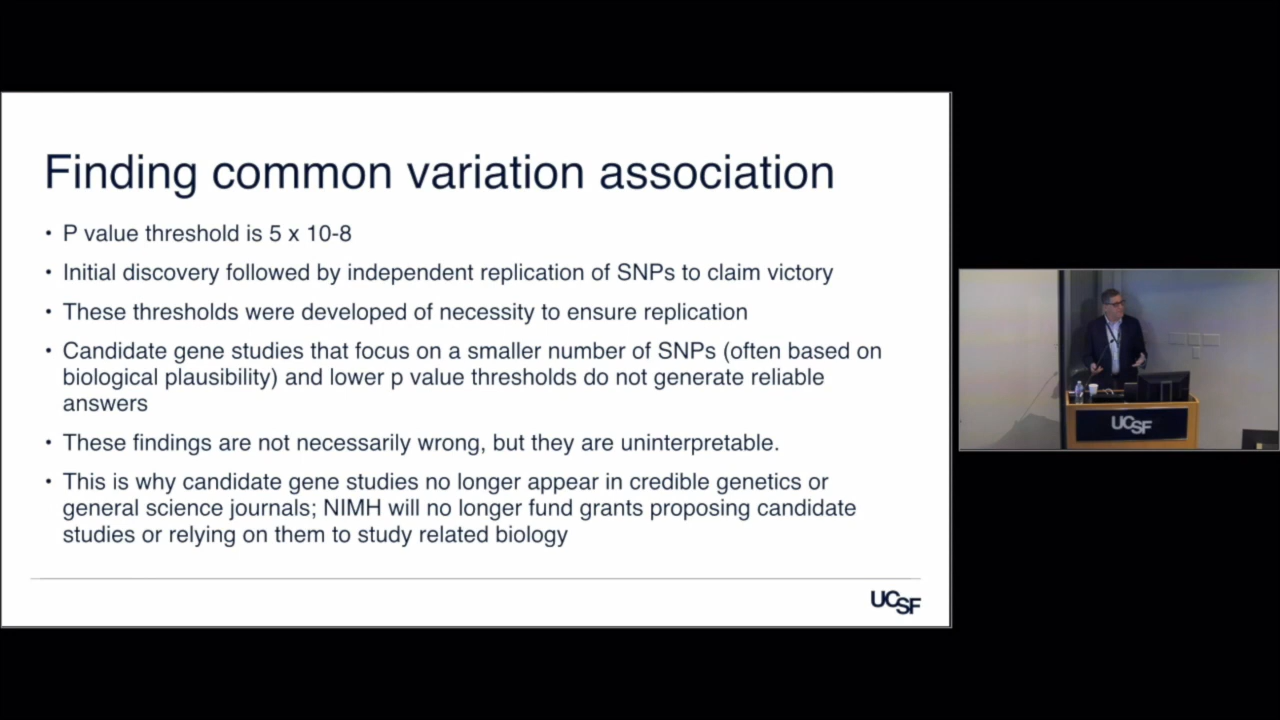 Finding common variation association
• P value threshold is 5 x 10-8
• Initial discovery followed by independent replication of SNPs to claim victory
• These thresholds were developed of necessity to ensure replication
• Candidate gene studies that focus on a smaller number of SNPs (often based on
biological plausibility) and lower p value thresholds do not generate reliable
answers
• These findings are not necessarily wrong, but they are uninterpretable.
• This is why candidate gene studies no longer appear in credible genetics or
general science journals; NIMH will no longer fund grants proposing candidate
studies or relying on them to study related biology
UCSF
UCSF